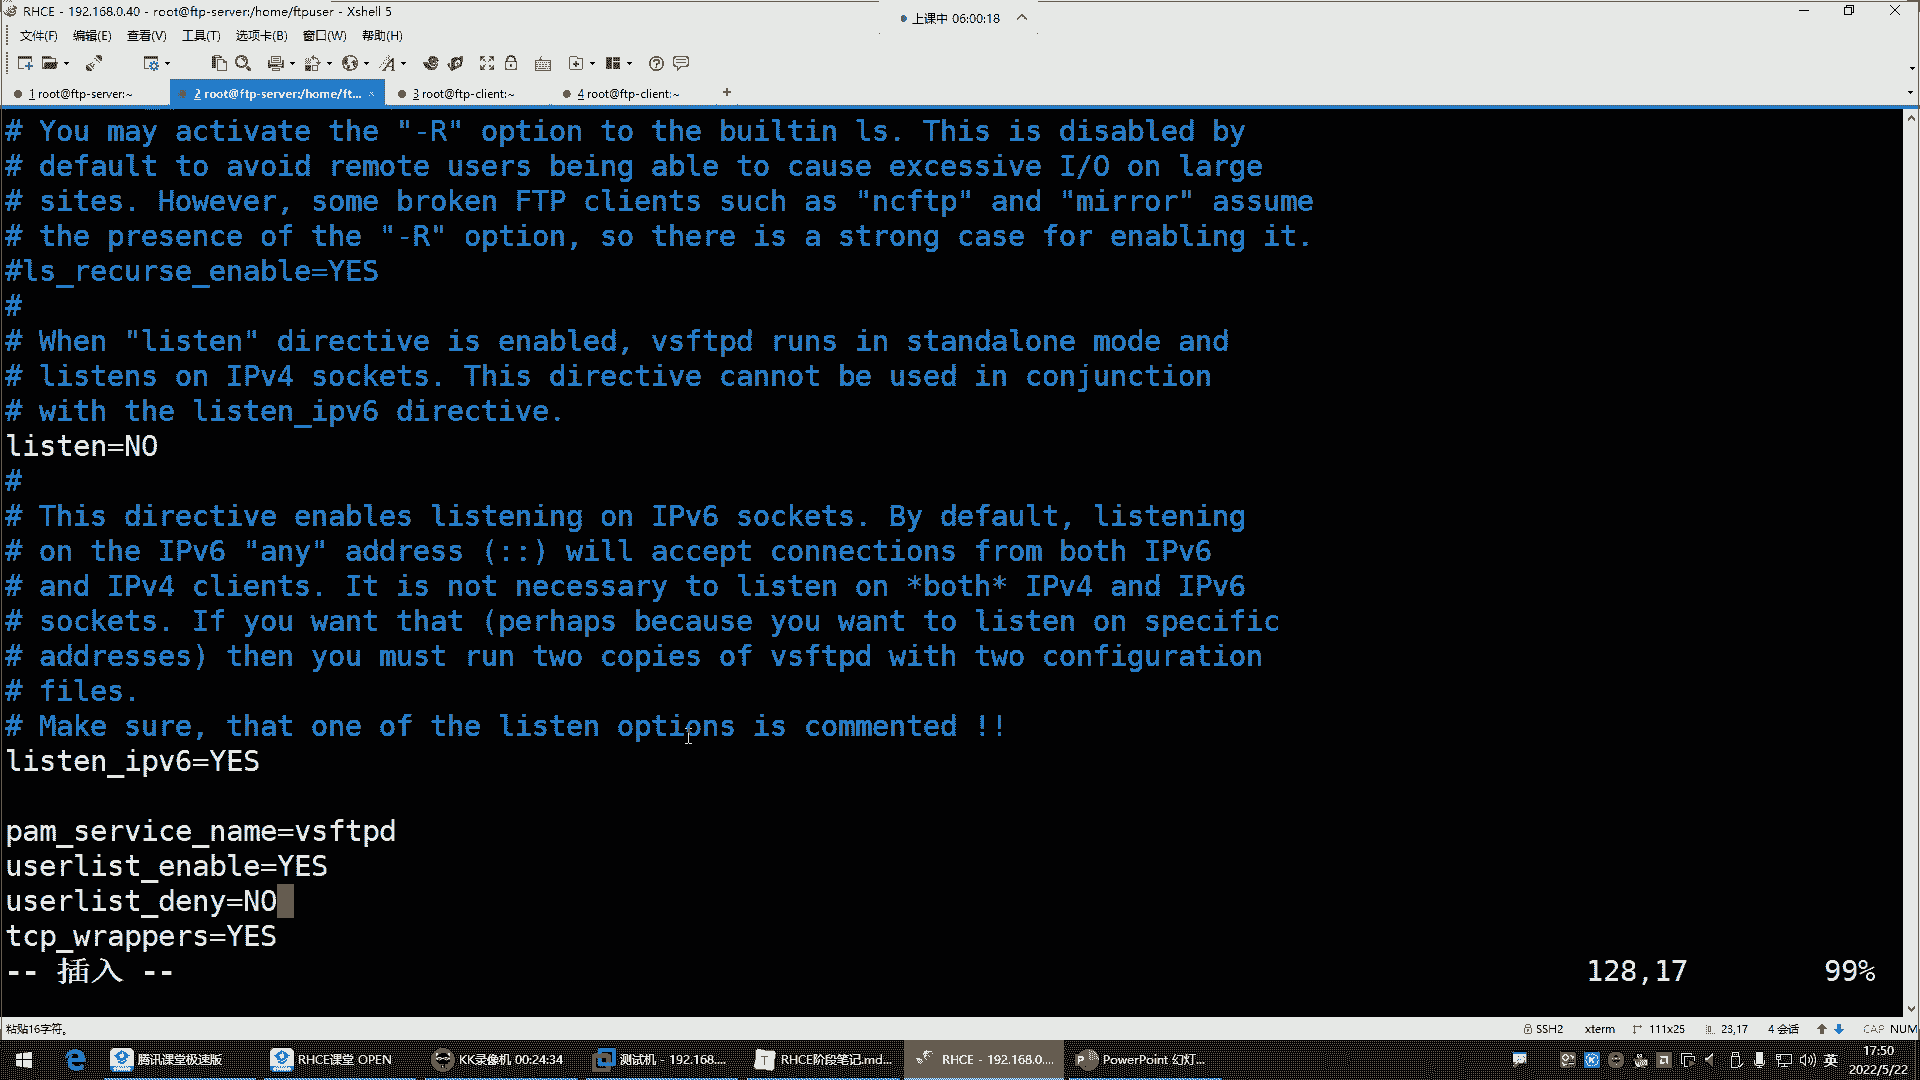 RHCE - 192.168.0.40 - root@ftp-server:/home/ftpuser - Xshell 5
上课中 06:00:18
文件(F) 编辑(E) 查看(V) 工具(T) 选项卡(B) 窗口(W) 帮助(H)
1 root@ftp-server:~ 2 root@ftp-server:/home/ft... × 3 root@ftp-client:~ 4 root@ftp-client:~ +
# You may activate the "-R" option to the builtin ls. This is disabled by
# default to avoid remote users being able to cause excessive I/O on large
# sites. However, some broken FTP clients such as "ncftp" and "mirror" assume
# the presence of the "-R" option, so there is a strong case for enabling it.
#ls_recurse_enable=YES
#
# When "listen" directive is enabled, vsftpd runs in standalone mode and
# listens on IPv4 sockets. This directive cannot be used in conjunction
# with the listen_ipv6 directive.
listen=NO
#
# This directive enables listening on IPv6 sockets. By default, listening
# on the IPv6 "any" address (::) will accept connections from both IPv6
# and IPv4 clients. It is not necessary to listen on *both* IPv4 and IPv6
# sockets. If you want that (perhaps because you want to listen on specific
# addresses) then you must run two copies of vsftpd with two configuration
# files.
# Make sure, that one of the listen options is commented !!
listen_ipv6=YES
pam_service_name=vsftpd
userlist_enable=YES
userlist_deny=NO
tcp_wrappers=YES
-- 插入 -- 128,17 99%
粘贴16字符。 SSH2 xterm 111x25 23,17 4 会话 CAP NUM
腾讯课堂极速版 RHCE课堂 OPEN KK录像机 00:24:34 测试机 - 192.168.... RHCE阶段笔记.md... RHCE - 192.168.0.... PowerPoint 幻灯... 英 17:50
2022/5/22